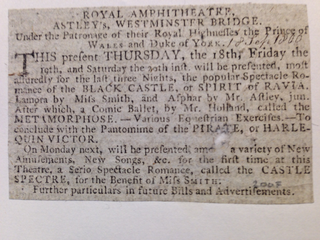 ROYAL AMPHITHEATRE,
ASTLEY's, WESTMINSTER BRIDGE.
Under the Patronage of their Royal Highnesses the Prince of
WALES and Duke of YORK.
THIS present THURSDAY, the 18th, Friday the
19th, and Saturday the 20th inst. will be presented, most
assuredly for the last three Nights, the popular Spectacle Ro-
mance of the BLACK CASTLE, or SPIRIT of RAVIA.
Lamora by Miss Smith, and Asphar by Mr. Astley, jun.
After which, a Comic Ballet, by Mr. Holland, called the
METAMORPHOSE.—Various Equestrian Exercises.—To
conclude with the Pantomine of the PIRATE, or HARLE-
QUIN VICTOR.
On Monday next, will be presented, a variety of New
Amusements, New Songs, &c. for the first time at this
Theatre, a Serio Spectacle Romance, called the CASTLE
SPECTRE, for the Benefit of Miss SMITH.
Further particulars in future Bills and Advertisements.